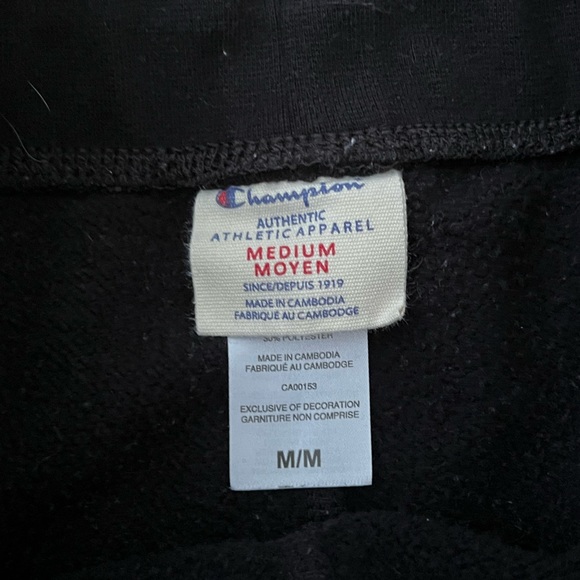 Champion
AUTHENTIC
ATHLETIC APPAREL
MEDIUM
MOYEN
SINCE/DEPUIS 1919
MADE IN CAMBODIA
FABRIQUÉ AU CAMBODGE
POLYESTER
MADE IN CAMBODIA
FABRIQUÉ AU CAMBODGE
CA00153
EXCLUSIVE OF DECORATION
GARNITURE NON COMPRISE
M/M